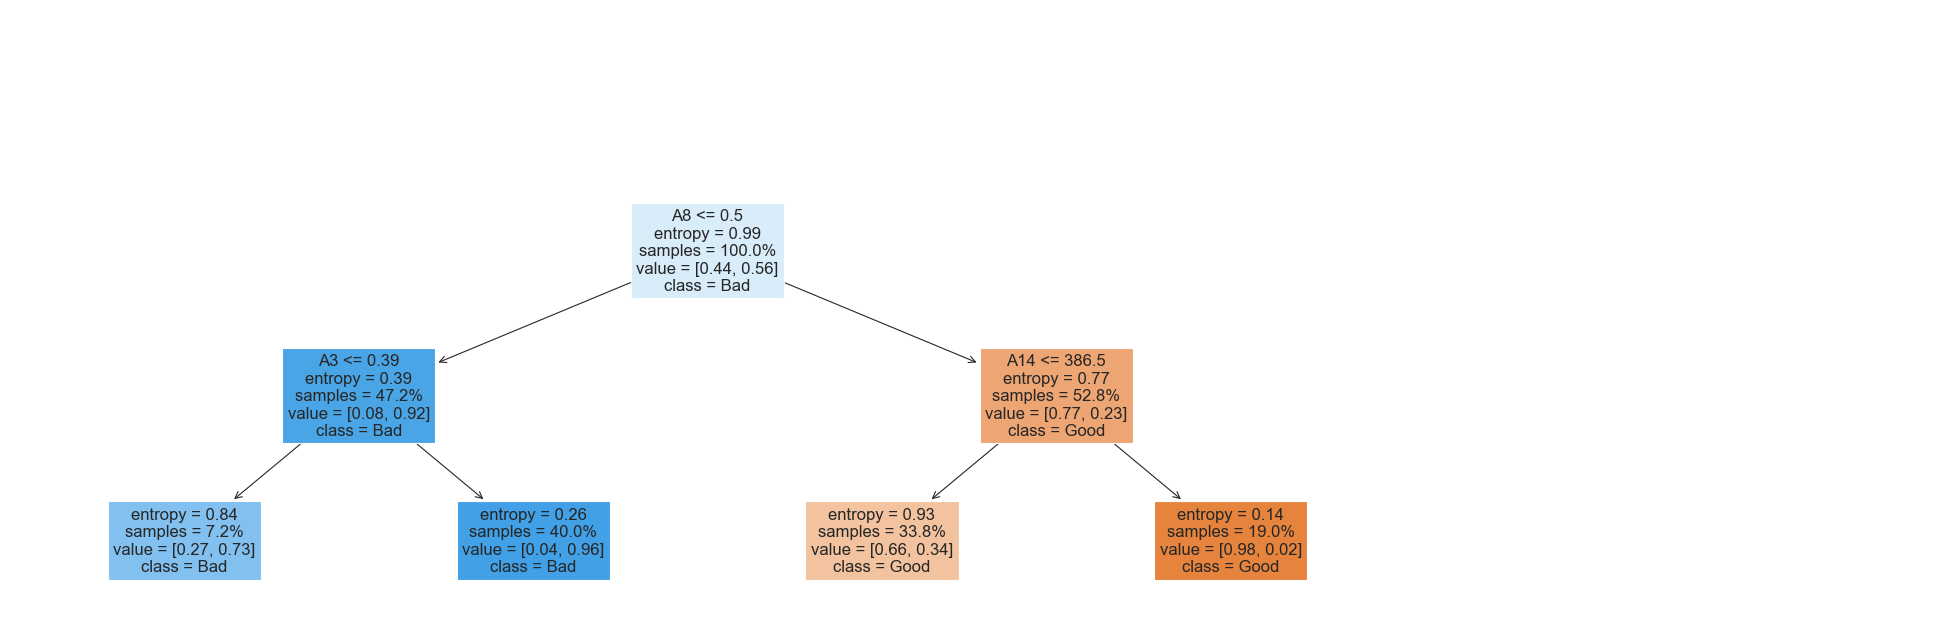 A8 <= 0.5
entropy = 0.99
samples = 100.0%
value = [0.44, 0.56]
class = Bad
A3 <= 0.39
entropy = 0.39
samples = 47.2%
value = [0.08, 0.92]
class = Bad
A14 <= 386.5
entropy = 0.77
samples = 52.8%
value = [0.77, 0.23]
class = Good
entropy = 0.84
samples = 7.2%
value = [0.27, 0.73]
class = Bad
entropy = 0.26
samples = 40.0%
value = [0.04, 0.96]
class = Bad
entropy = 0.93
samples = 33.8%
value = [0.66, 0.34]
class = Good
entropy = 0.14
samples = 19.0%
value = [0.98, 0.02]
class = Good